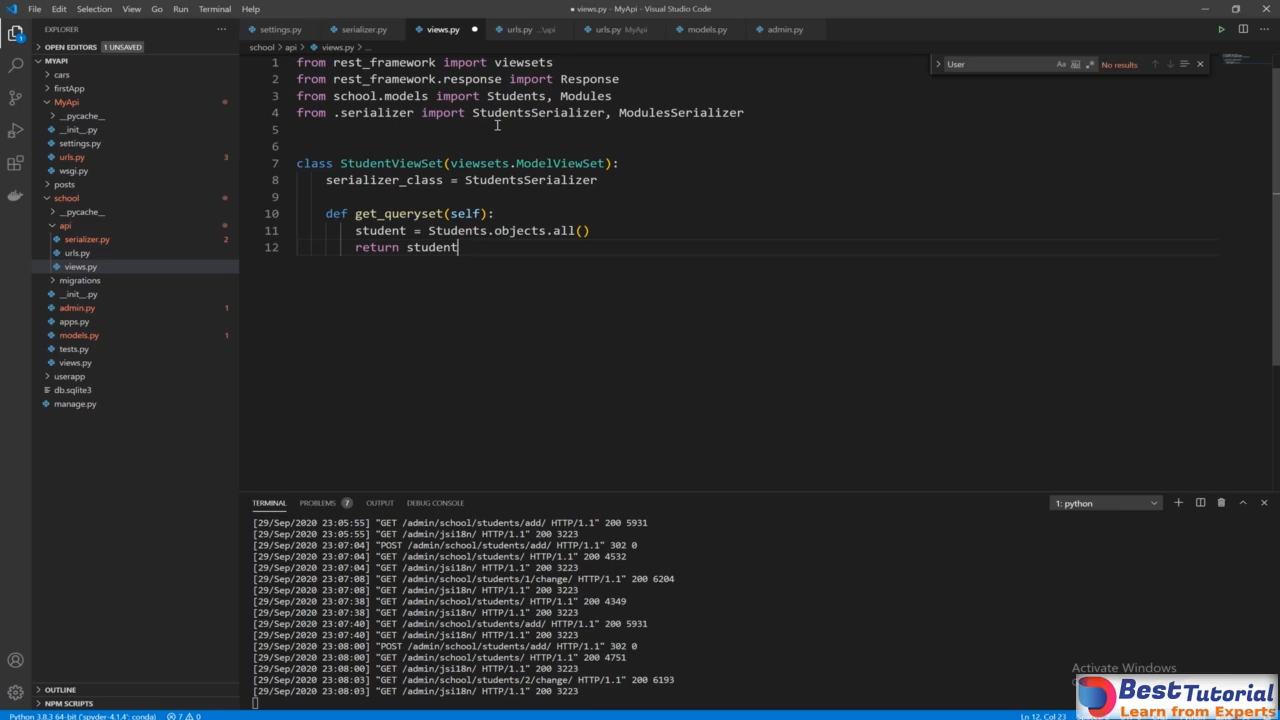 File Edit Selection View Go Run Terminal Help
● views.py - MyApi - Visual Studio Code
EXPLORER
settings.py
serializer.py
views.py
urls.py ...\api
urls.py MyApi
models.py
admin.py
OPEN EDITORS 1 UNSAVED
school > api > views.py > ...
MYAPI
cars
firstApp
MyApi
__pycache__
__init__.py
settings.py
urls.py 3
wsgi.py
posts
school
__pycache__
api
serializer.py 2
urls.py
views.py
migrations
__init__.py
admin.py 1
apps.py
models.py 1
tests.py
views.py
userapp
db.sqlite3
manage.py
OUTLINE
NPM SCRIPTS
User Aa No results
1 from rest_framework import viewsets
2 from rest_framework.response import Response
3 from school.models import Students, Modules
4 from .serializer import StudentsSerializer, ModulesSerializer
5
6
7 class StudentViewSet(viewsets.ModelViewSet):
8 serializer_class = StudentsSerializer
9
10 def get_queryset(self):
11 student = Students.objects.all()
12 return student
TERMINAL PROBLEMS 7 OUTPUT DEBUG CONSOLE
1: python
[29/Sep/2020 23:05:55] "GET /admin/school/students/add/ HTTP/1.1" 200 5931
[29/Sep/2020 23:05:55] "GET /admin/jsi18n/ HTTP/1.1" 200 3223
[29/Sep/2020 23:07:04] "POST /admin/school/students/add/ HTTP/1.1" 302 0
[29/Sep/2020 23:07:04] "GET /admin/school/students/ HTTP/1.1" 200 4532
[29/Sep/2020 23:07:04] "GET /admin/jsi18n/ HTTP/1.1" 200 3223
[29/Sep/2020 23:07:08] "GET /admin/school/students/1/change/ HTTP/1.1" 200 6204
[29/Sep/2020 23:07:08] "GET /admin/jsi18n/ HTTP/1.1" 200 3223
[29/Sep/2020 23:07:38] "GET /admin/school/students/ HTTP/1.1" 200 4349
[29/Sep/2020 23:07:38] "GET /admin/jsi18n/ HTTP/1.1" 200 3223
[29/Sep/2020 23:07:40] "GET /admin/school/students/add/ HTTP/1.1" 200 5931
[29/Sep/2020 23:07:40] "GET /admin/jsi18n/ HTTP/1.1" 200 3223
[29/Sep/2020 23:08:00] "POST /admin/school/students/add/ HTTP/1.1" 302 0
[29/Sep/2020 23:08:00] "GET /admin/school/students/ HTTP/1.1" 200 4751
[29/Sep/2020 23:08:00] "GET /admin/jsi18n/ HTTP/1.1" 200 3223
[29/Sep/2020 23:08:03] "GET /admin/school/students/2/change/ HTTP/1.1" 200 6193
[29/Sep/2020 23:08:03] "GET /admin/jsi18n/ HTTP/1.1" 200 3223
Activate Windows
BestTutorial
Learn from Experts
Python 3.8.3 64-bit ('spyder-4.1.4': conda) 7 0
Ln 12, Col 23